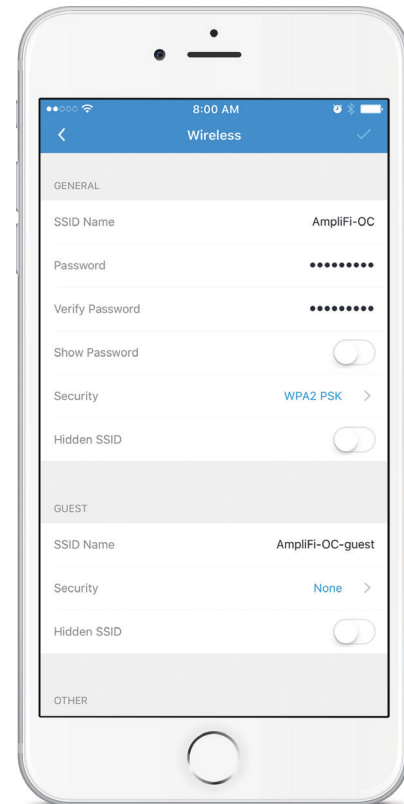 8:00 AM
Wireless
GENERAL
SSID Name AmpliFi-OC
Password •••••••••
Verify Password •••••••••
Show Password
Security WPA2 PSK >
Hidden SSID
GUEST
SSID Name AmpliFi-OC-guest
Security None >
Hidden SSID
OTHER